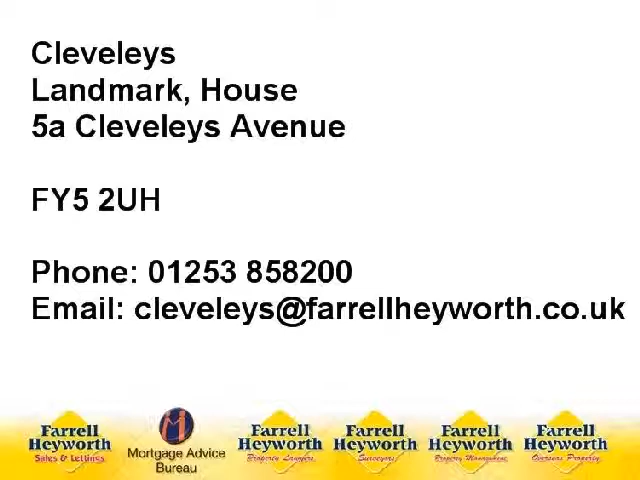 Cleveleys
Landmark, House
5a Cleveleys Avenue
FY5 2UH
Phone: 01253 858200
Email: cleveleys@farrellheyworth.co.uk
Farrell
Heyworth
Sales & Lettings
Mortgage Advice
Bureau
Farrell
Heyworth
Property Lawyers
Farrell
Heyworth
Surveyors
Farrell
Heyworth
Property Management
Farrell
Heyworth
Overseas Property